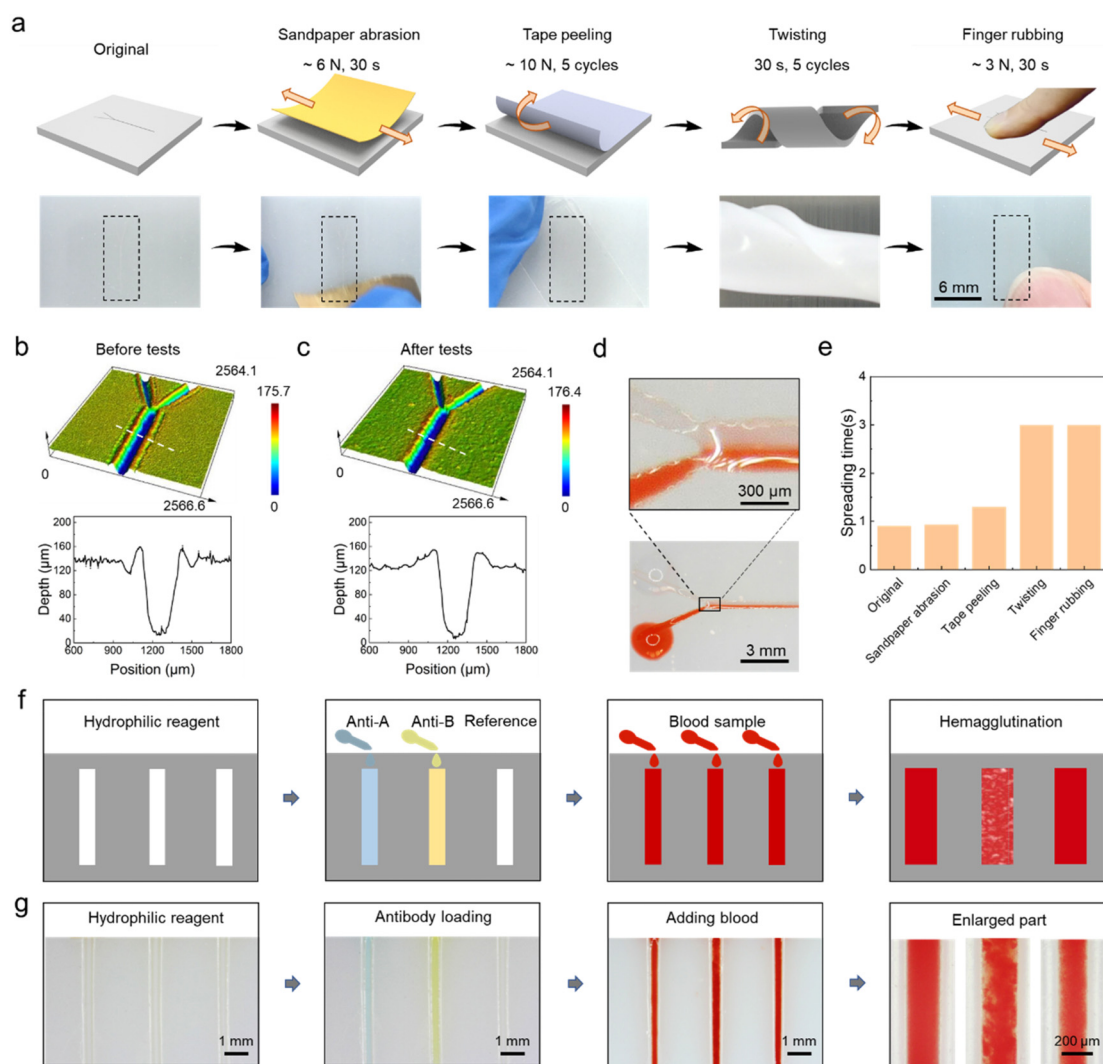 a
Original
Sandpaper abrasion
~ 6 N, 30 s
Tape peeling
~ 10 N, 5 cycles
Twisting
30 s, 5 cycles
Finger rubbing
~ 3 N, 30 s
6 mm
b
Before tests
2564.1
175.7
0
0
2566.6
200
160
120
80
40
0
Depth (μm)
600 900 1200 1500 1800
Position (μm)
c
After tests
2564.1
176.4
0
0
2566.6
200
160
120
80
40
0
Depth (μm)
600 900 1200 1500 1800
Position (μm)
d
300 μm
3 mm
e
Spreading time(s)
4
3
2
1
0
Original
Sandpaper abrasion
Tape peeling
Twisting
Finger rubbing
f
Hydrophilic reagent
Anti-A Anti-B Reference
Blood sample
Hemagglutination
g
Hydrophilic reagent
1 mm
Antibody loading
1 mm
Adding blood
1 mm
Enlarged part
200 μm